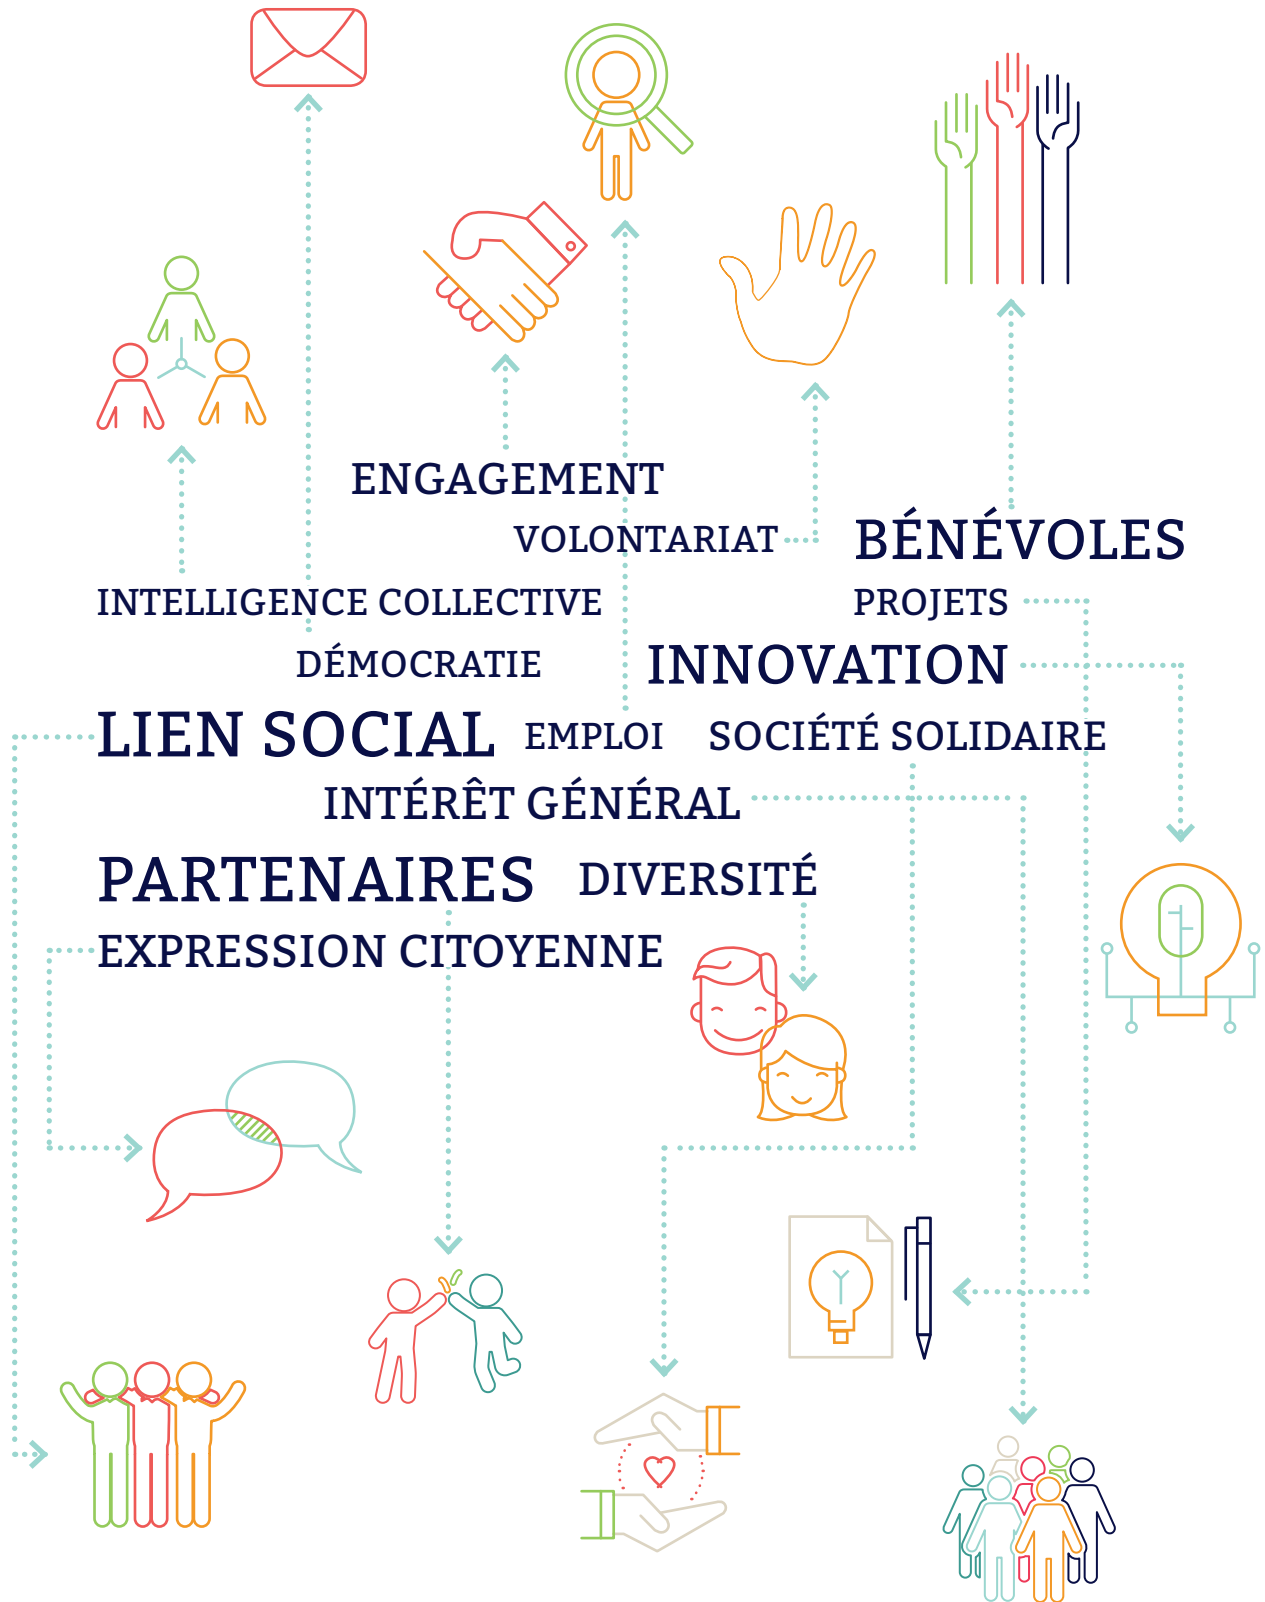 ENGAGEMENT
VOLONTARIAT
BÉNÉVOLES
INTELLIGENCE COLLECTIVE
PROJETS
DÉMOCRATIE
INNOVATION
LIEN SOCIAL
EMPLOI
SOCIÉTÉ SOLIDAIRE
INTÉRÊT GÉNÉRAL
PARTENAIRES
DIVERSITÉ
EXPRESSION CITOYENNE